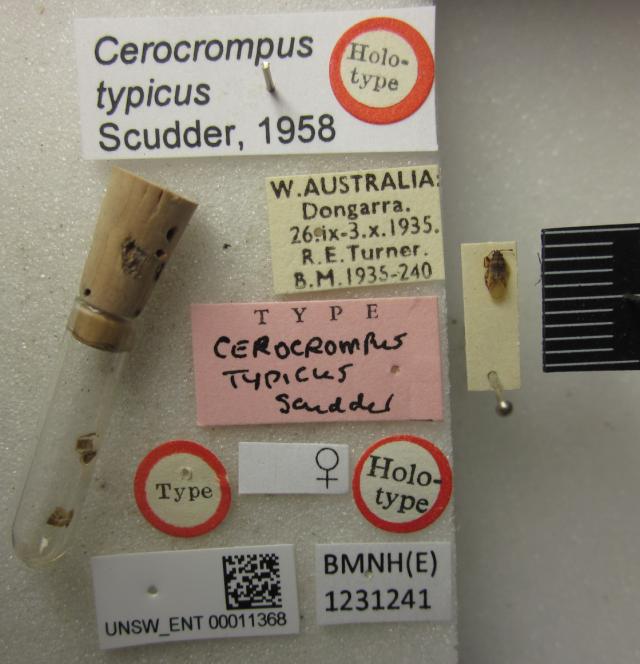 Cerocrompus
typicus
Scudder, 1958
Holo-
type
W.AUSTRALIA:
Dongarra.
26.ix-3.x.1935.
R.E.Turner.
B.M.1935-240
TYPE
CEROCROMPUS
TYPICUS
Scudder
Type
♀
Holo-
type
UNSW_ENT 00011368
BMNH(E)
1231241